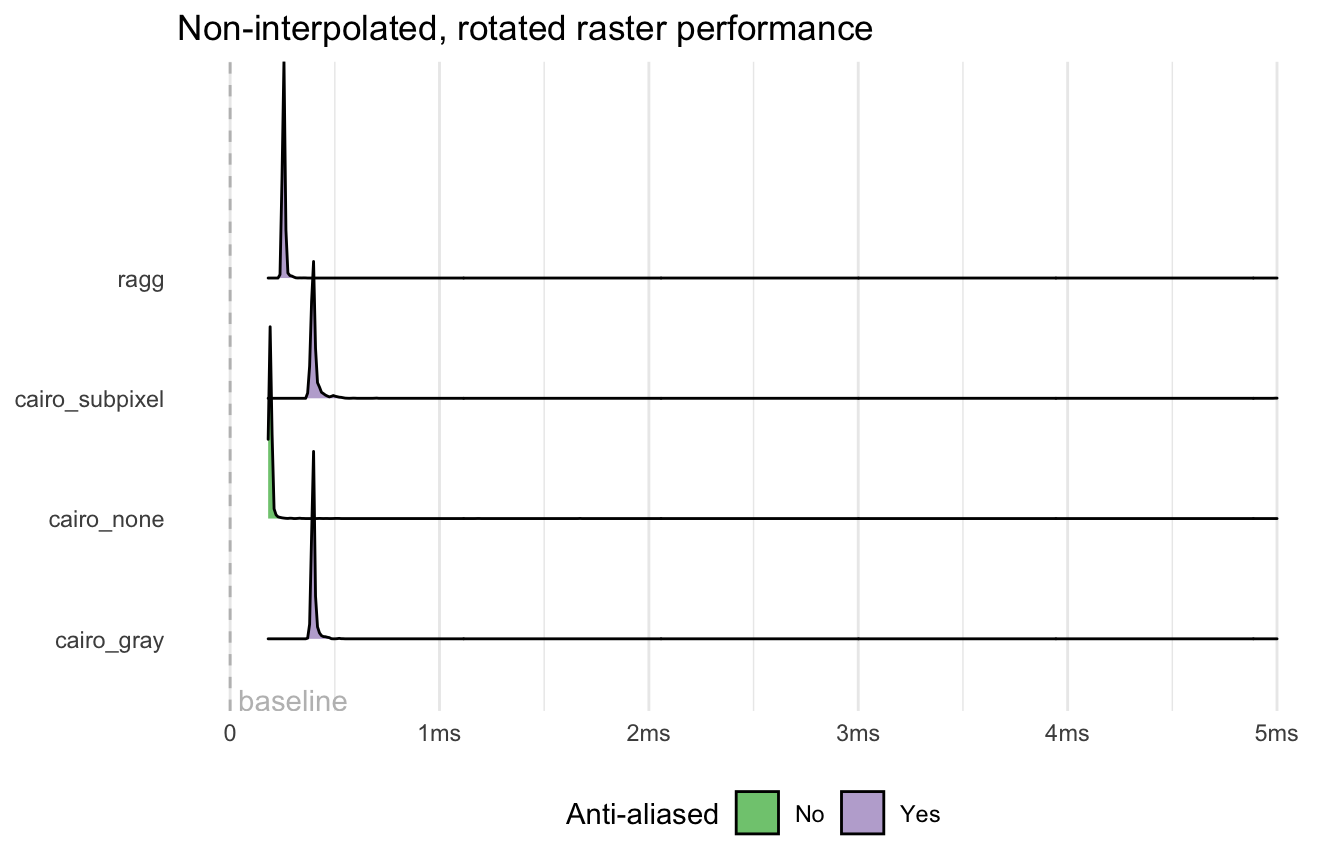 Non-interpolated, rotated raster performance
ragg
cairo_subpixel
cairo_none
cairo_gray
baseline
0 1ms 2ms 3ms 4ms 5ms
Anti-aliased No Yes